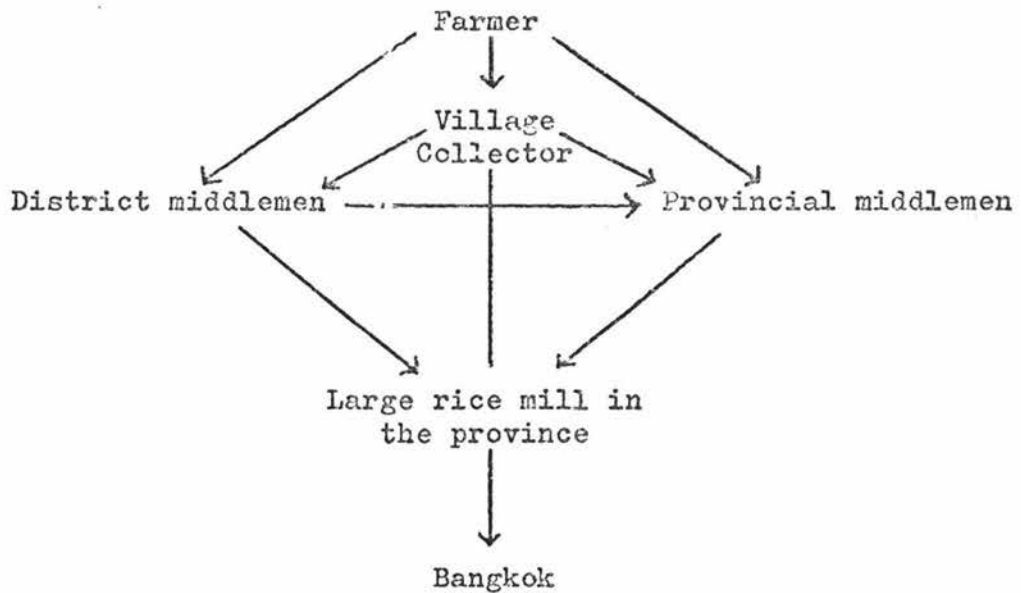 Farmer
Village
Collector
District middlemen
Provincial middlemen
Large rice mill in
the province
Bangkok